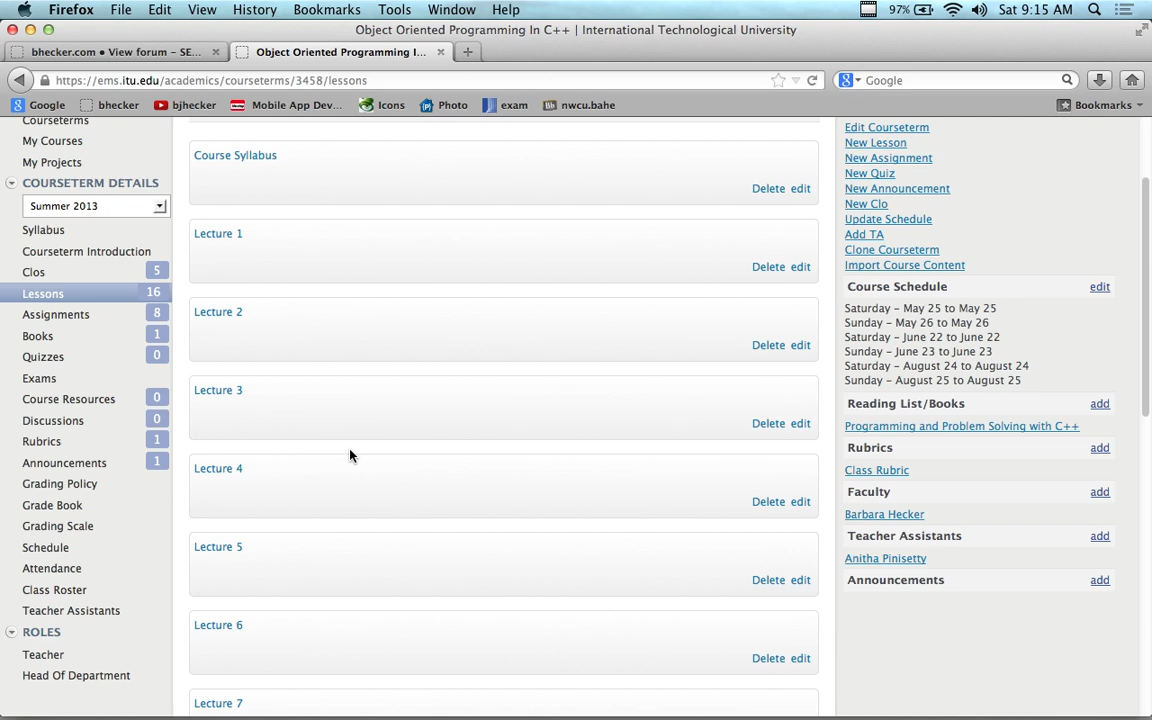 Firefox File Edit View History Bookmarks Tools Window Help 97% Sat 9:15 AM
Object Oriented Programming In C++ | International Technological University
bhecker.com • View forum – SE...
Object Oriented Programming I...
https://ems.itu.edu/academics/courseterms/3458/lessons
Google
Google bhecker bjhecker Mobile App Dev... Icons Photo exam nwcu.bahe Bookmarks
Courseterms
My Courses
My Projects
COURSETERM DETAILS
Summer 2013
Syllabus
Courseterm Introduction
Clos 5
Lessons 16
Assignments 8
Books 1
Quizzes 0
Exams
Course Resources 0
Discussions 0
Rubrics 1
Announcements 1
Grading Policy
Grade Book
Grading Scale
Schedule
Attendance
Class Roster
Teacher Assistants
ROLES
Teacher
Head Of Department
Course Syllabus
Delete edit
Lecture 1
Delete edit
Lecture 2
Delete edit
Lecture 3
Delete edit
Lecture 4
Delete edit
Lecture 5
Delete edit
Lecture 6
Delete edit
Lecture 7
Edit Courseterm
New Lesson
New Assignment
New Quiz
New Announcement
New Clo
Update Schedule
Add TA
Clone Courseterm
Import Course Content
Course Schedule edit
Saturday – May 25 to May 25
Sunday – May 26 to May 26
Saturday – June 22 to June 22
Sunday – June 23 to June 23
Saturday – August 24 to August 24
Sunday – August 25 to August 25
Reading List/Books add
Programming and Problem Solving with C++
Rubrics add
Class Rubric
Faculty add
Barbara Hecker
Teacher Assistants add
Anitha Pinisetty
Announcements add